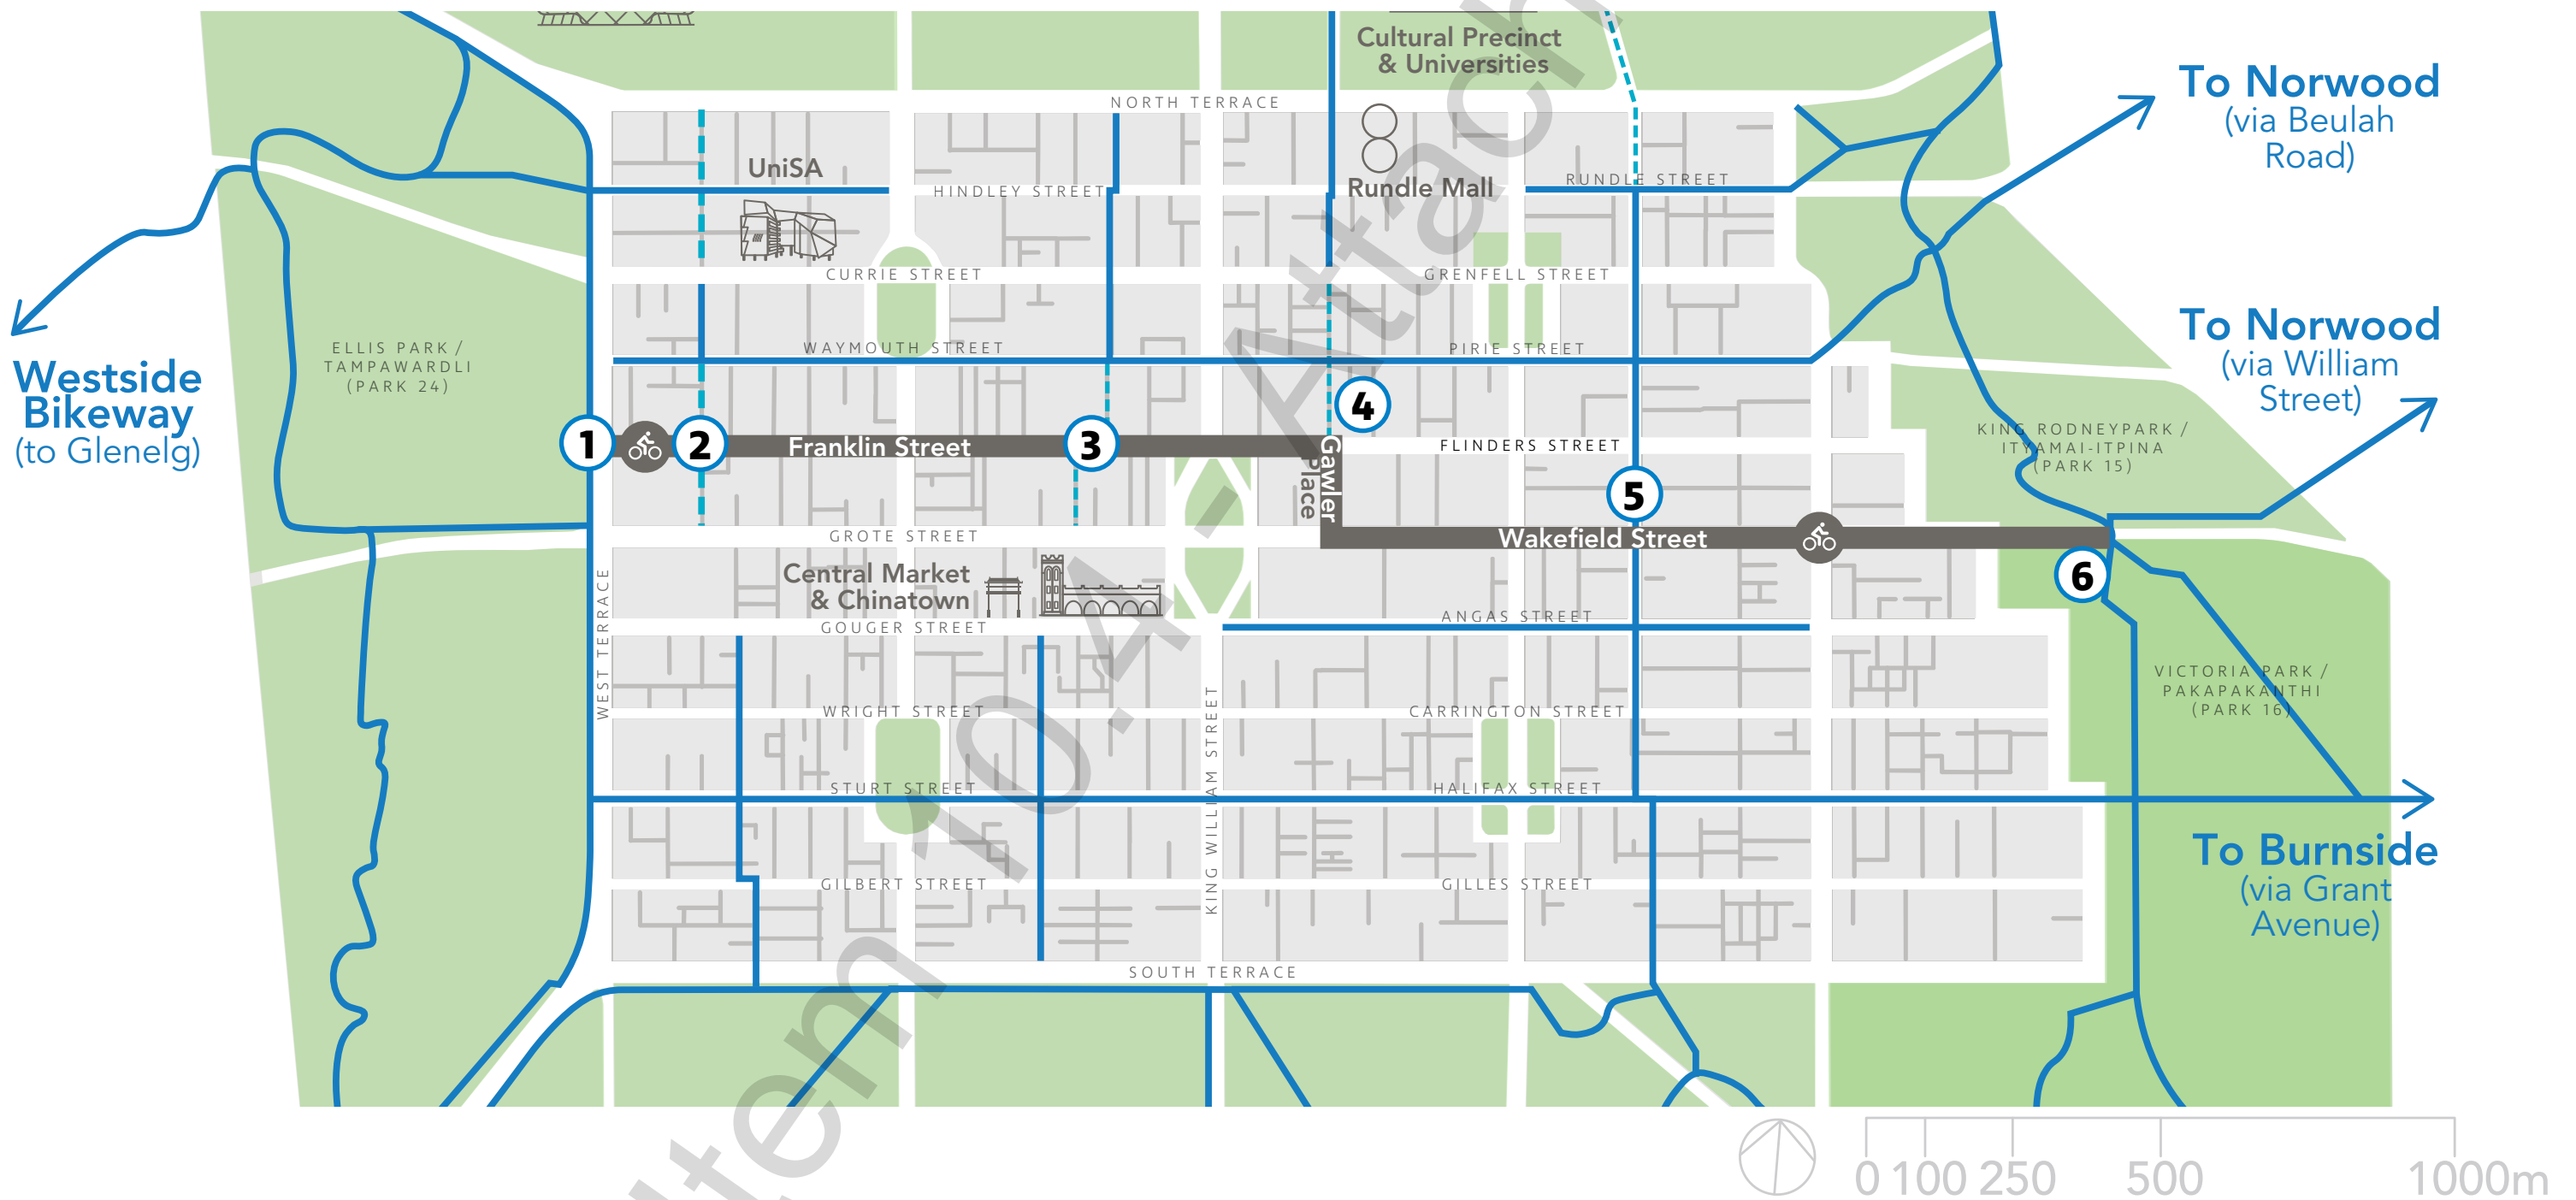 Cultural Precinct
& Universities
To Norwood
(via Beulah
Road)
NORTH TERRACE
UniSA
HINDLEY STREET
Rundle Mall
RUNDLE STREET
CURRIE STREET
GRENFELL STREET
To Norwood
(via William
Street)
ELLIS PARK /
TAMPAWARDLI
(PARK 24)
WAYMOUTH STREET
PIRIE STREET
Westside
Bikeway
(to Glenelg)
1
2
Franklin Street
3
4
Gawler
Place
FLINDERS STREET
KING RODNEYPARK /
ITYAMAI-ITPINA
(PARK 15)
5
GROTE STREET
Wakefield Street
6
Central Market
& Chinatown
WEST TERRACE
GOUGER STREET
ANGAS STREET
VICTORIA PARK /
PAKAPAKANTHI
(PARK 16)
WRIGHT STREET
KING WILLIAM STREET
CARRINGTON STREET
STURT STREET
HALIFAX STREET
To Burnside
(via Grant
Avenue)
GILBERT STREET
GILLES STREET
SOUTH TERRACE
0 100 250 500 1000m
Item 10.4 - Attach